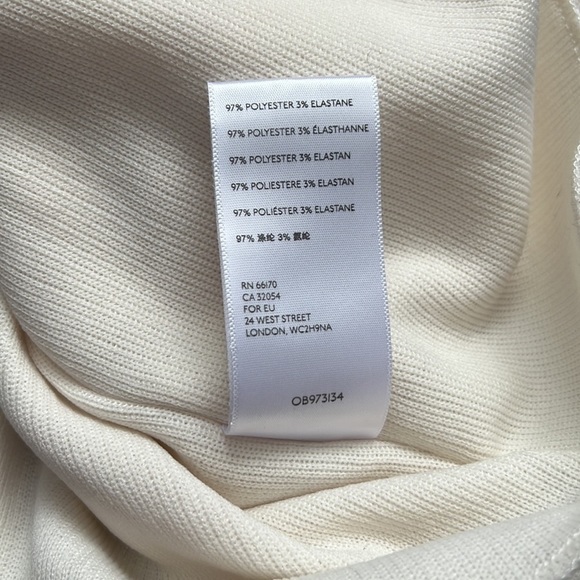 97% POLYESTER 3% ELASTANE
97% POLYESTER 3% ÉLASTHANNE
97% POLYESTER 3% ELASTAN
97% POLIESTERE 3% ELASTAN
97% POLIÉSTER 3% ELASTANE
97% 涤纶 3% 氨纶
RN 66170
CA 32054
FOR EU
24 WEST STREET
LONDON, WC2H9NA
OB973134